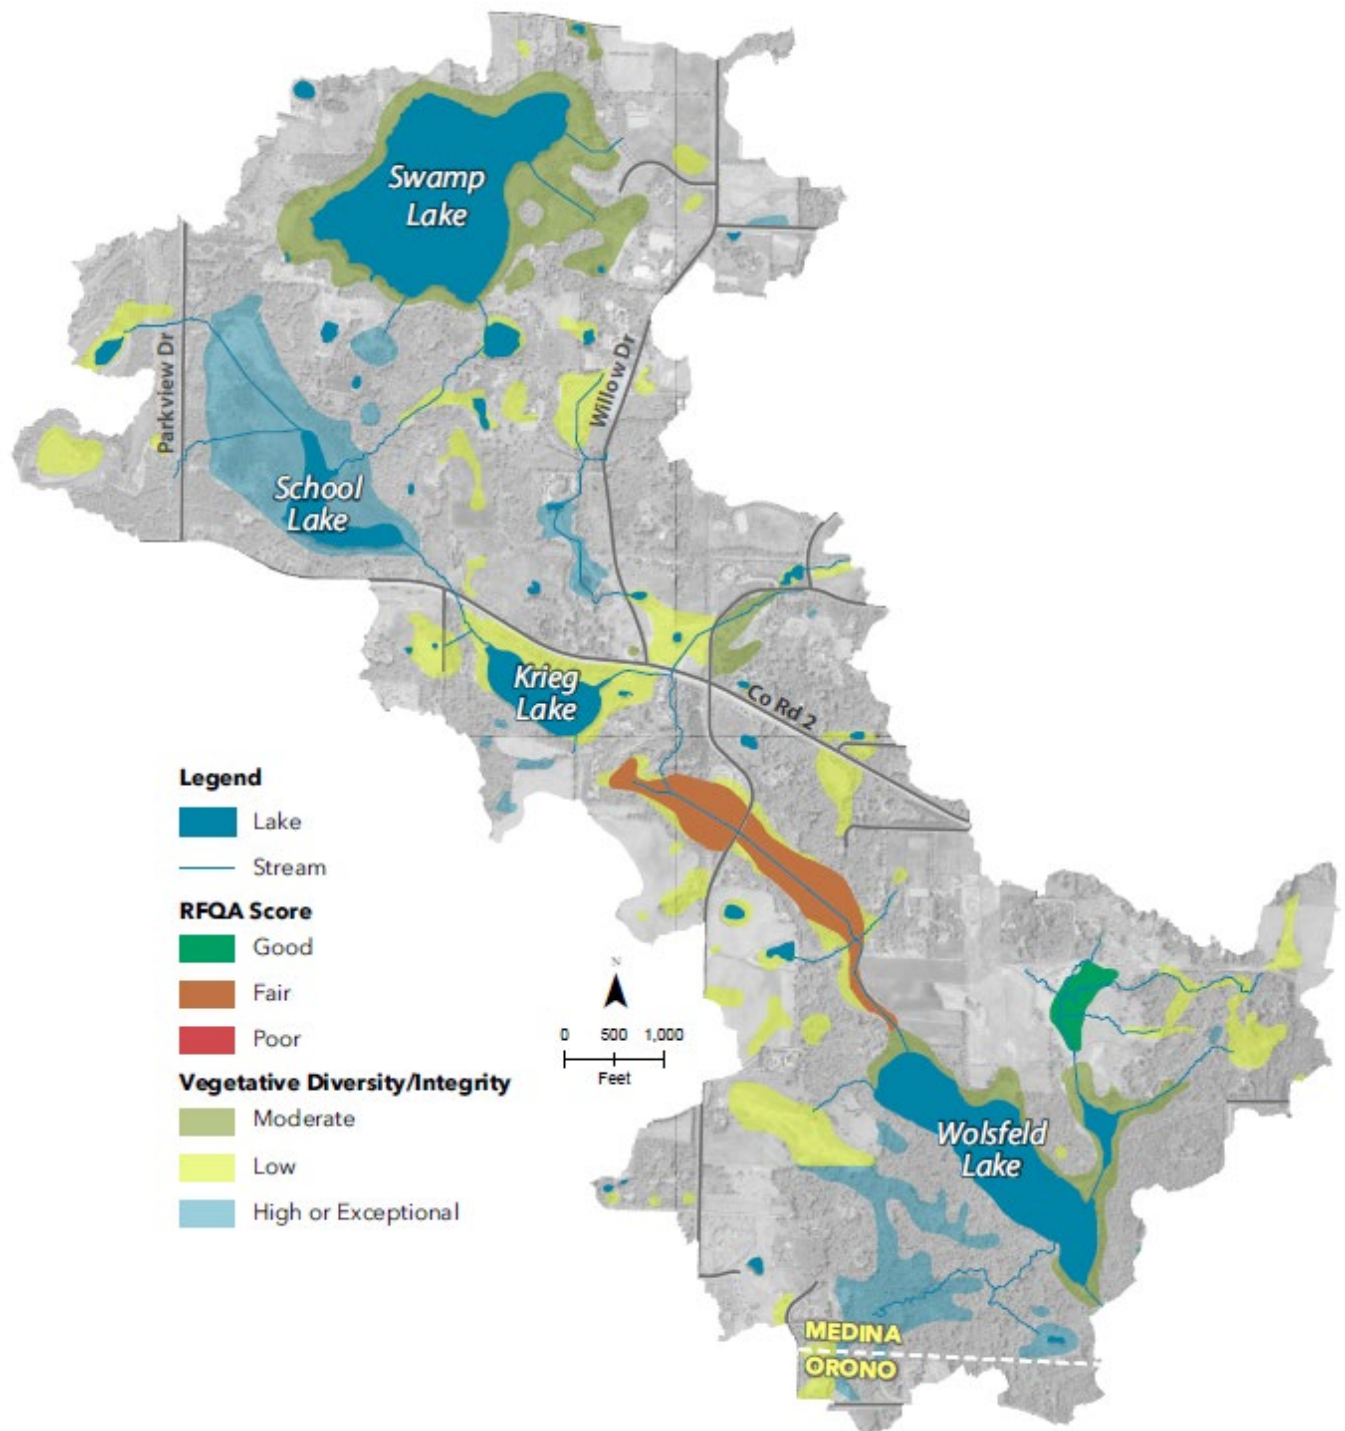 Swamp
Lake
Parkview Dr
Willow Dr
School
Lake
Krieg
Lake
Co Rd 2
Legend
Lake
Stream
RFQA Score
Good
Fair
Poor
Vegetative Diversity/Integrity
Moderate
Low
High or Exceptional
N
0 500 1,000
Feet
Wolsfeld
Lake
MEDINA
ORONO